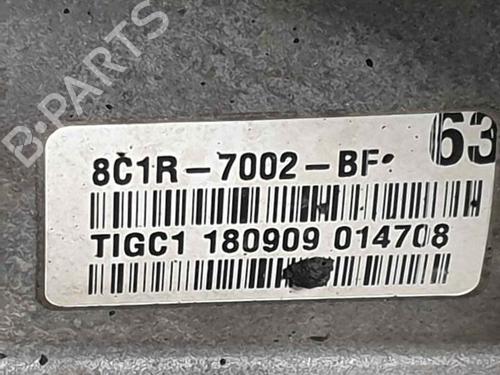 B-PARTS
63
8C1R-7002-BF
TIGC1 180909 014708